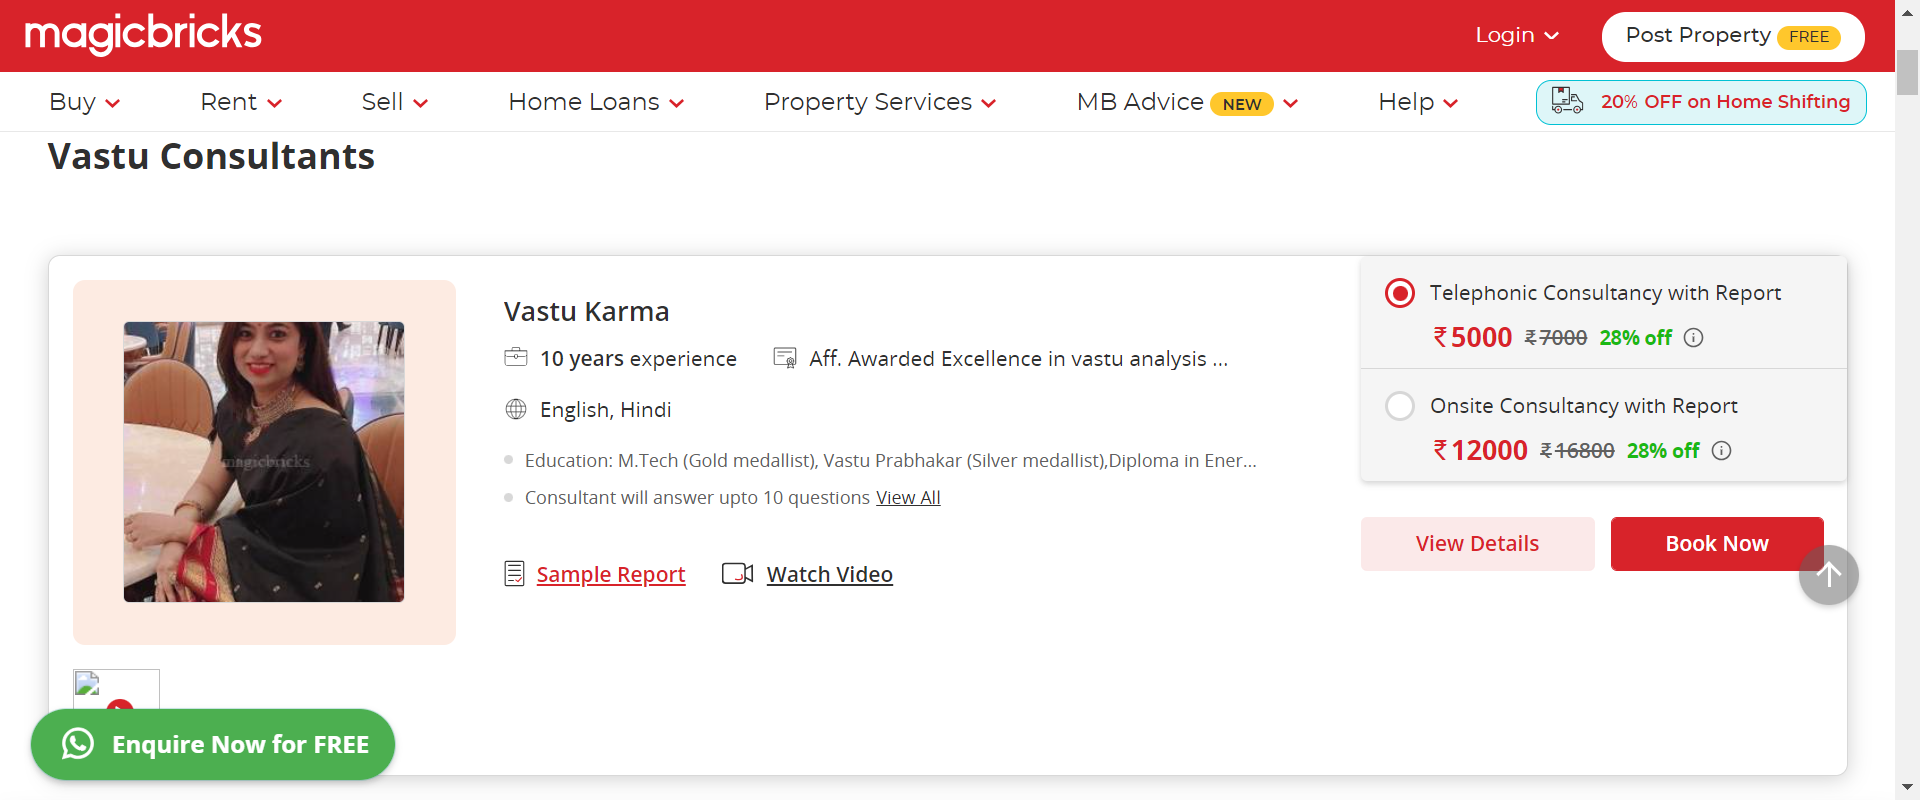 magicbricks
Login
Post Property FREE
Buy
Rent
Sell
Home Loans
Property Services
MB Advice NEW
Help
20% OFF on Home Shifting
Vastu Consultants
magicbricks
Vastu Karma
10 years experience
Aff. Awarded Excellence in vastu analysis ...
English, Hindi
Education: M.Tech (Gold medallist), Vastu Prabhakar (Silver medallist),Diploma in Ener...
Consultant will answer upto 10 questions View All
Sample Report
Watch Video
Telephonic Consultancy with Report
₹5000 ₹7000 28% off
Onsite Consultancy with Report
₹12000 ₹16800 28% off
View Details
Book Now
Enquire Now for FREE